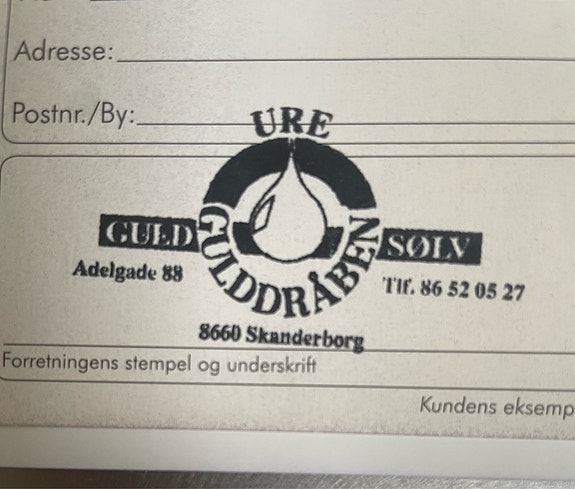 Adresse:
Postnr./By:
URE
GULD
GULDDRÅBEN
SØLV
Adelgade 88
Tlf. 86 52 05 27
8660 Skanderborg
Forretningens stempel og underskrift
Kundens eksemp